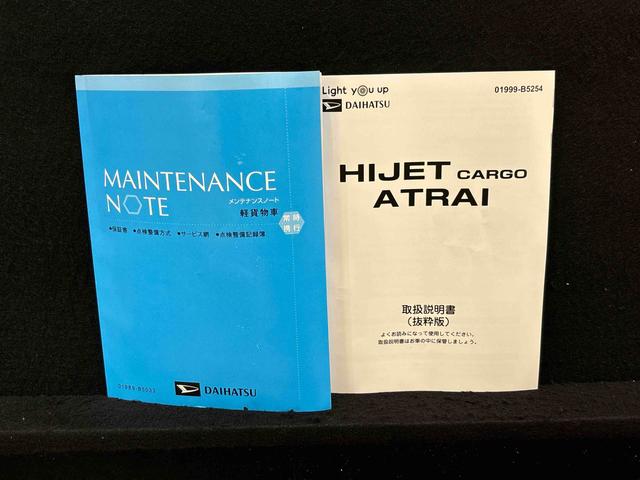 MAINTENANCE
NOTE
メンテナンスノート
軽貨物車
常時
携行
•保証書 •点検整備方式 •サービス網 •点検整備記録簿
DAIHATSU
Light you up
DAIHATSU
01999-B5254
HIJET CARGO
ATRAI
取扱説明書
(抜粋版)
よくお読みになって使用してください。
取扱説明書はお車の中に保管しましょう。